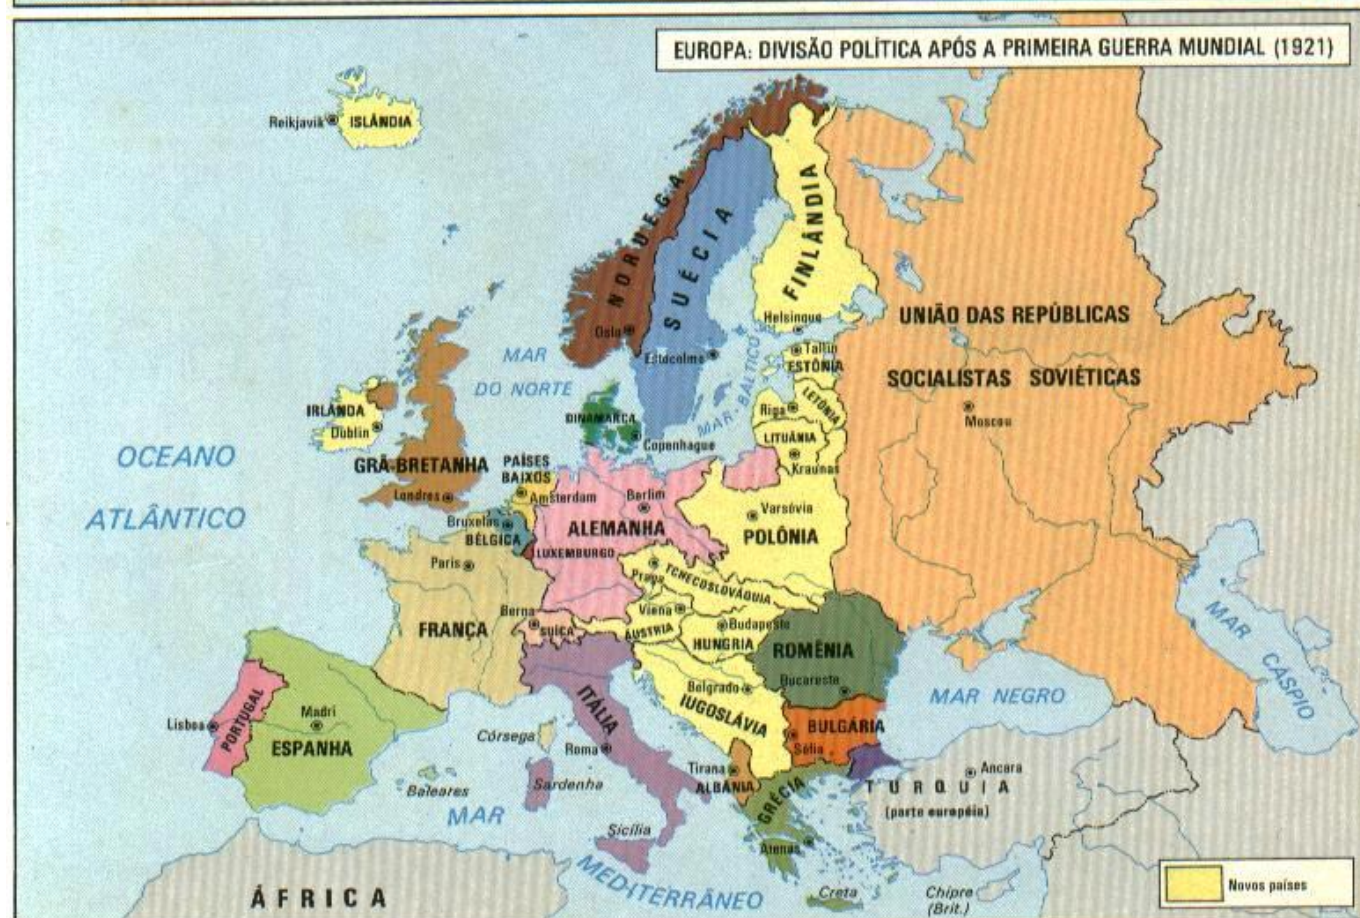 EUROPA: DIVISÃO POLÍTICA APÓS A PRIMEIRA GUERRA MUNDIAL (1921)
Reikjavik
ISLÂNDIA
NORUEGA
SUÉCIA
FINLÂNDIA
Helsinque
Oslo
Estocolmo
Tallin
ESTÔNIA
UNIÃO DAS REPÚBLICAS
SOCIALISTAS SOVIÉTICAS
Moscou
MAR
DO NORTE
MAR BÁLTICO
Riga
LETÔNIA
LITUÂNIA
Kraunas
DINAMARCA
Copenhague
IRLANDA
Dublin
GRÃ-BRETANHA
Londres
OCEANO
ATLÂNTICO
PAÍSES
BAIXOS
Amsterdam
Berlim
ALEMANHA
Varsóvia
POLÔNIA
Bruxelas
BÉLGICA
LUXEMBURGO
Paris
FRANÇA
Praga
TCHECOSLOVÁQUIA
Viena
ÁUSTRIA
Budapeste
HUNGRIA
Berna
SUIÇA
ROMÊNIA
Bucareste
Belgrado
IUGOSLÁVIA
ITÁLIA
Roma
BULGÁRIA
Sófia
MAR NEGRO
MAR
CÁSPIO
Lisboa
PORTUGAL
Madri
ESPANHA
Córsega
Sardenha
Baleares
Tirana
ALBÂNIA
GRÉCIA
Atenas
TURQUIA
(parte européia)
Ancara
Sicília
MAR
MEDITERRÂNEO
Creta
Chipre
(Brit.)
ÁFRICA
Novos países